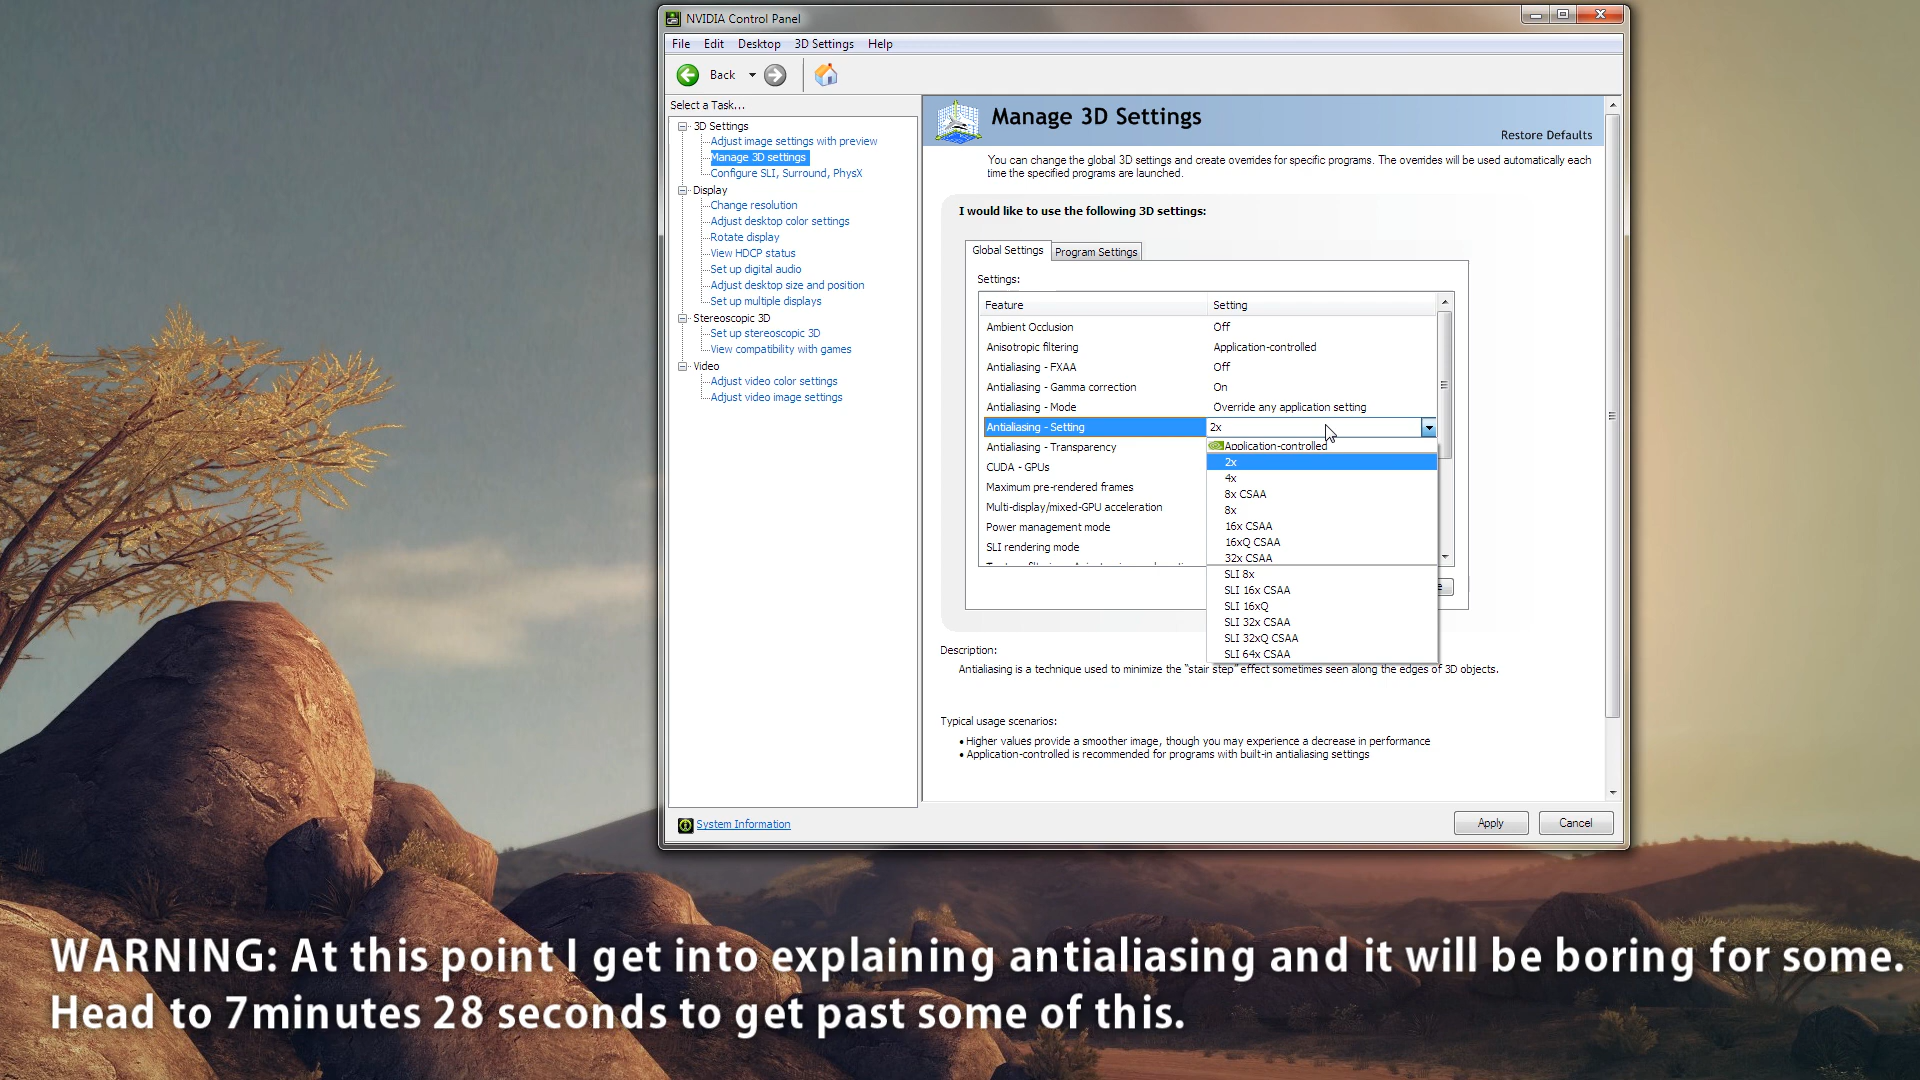 NVIDIA Control Panel
File Edit Desktop 3D Settings Help
Back
Select a Task...
3D Settings
Adjust image settings with preview
Manage 3D settings
Configure SLI, Surround, PhysX
Display
Change resolution
Adjust desktop color settings
Rotate display
View HDCP status
Set up digital audio
Adjust desktop size and position
Set up multiple displays
Stereoscopic 3D
Set up stereoscopic 3D
View compatibility with games
Video
Adjust video color settings
Adjust video image settings
System Information
Manage 3D Settings
Restore Defaults
You can change the global 3D settings and create overrides for specific programs. The overrides will be used automatically each
time the specified programs are launched.
I would like to use the following 3D settings:
Global Settings Program Settings
Settings:
Feature Setting
Ambient Occlusion Off
Anisotropic filtering Application-controlled
Antialiasing - FXAA Off
Antialiasing - Gamma correction On
Antialiasing - Mode Override any application setting
Antialiasing - Setting 2x
Antialiasing - Transparency
CUDA - GPUs
Maximum pre-rendered frames
Multi-display/mixed-GPU acceleration
Power management mode
SLI rendering mode
Application-controlled
2x
4x
8x CSAA
8x
16x CSAA
16xQ CSAA
32x CSAA
SLI 8x
SLI 16x CSAA
SLI 16xQ
SLI 32x CSAA
SLI 32xQ CSAA
SLI 64x CSAA
Description:
Antialiasing is a technique used to minimize the "stair step" effect sometimes seen along the edges of 3D objects.
Typical usage scenarios:
• Higher values provide a smoother image, though you may experience a decrease in performance
• Application-controlled is recommended for programs with built-in antialiasing settings
Apply Cancel
WARNING: At this point I get into explaining antialiasing and it will be boring for some.
Head to 7minutes 28 seconds to get past some of this.